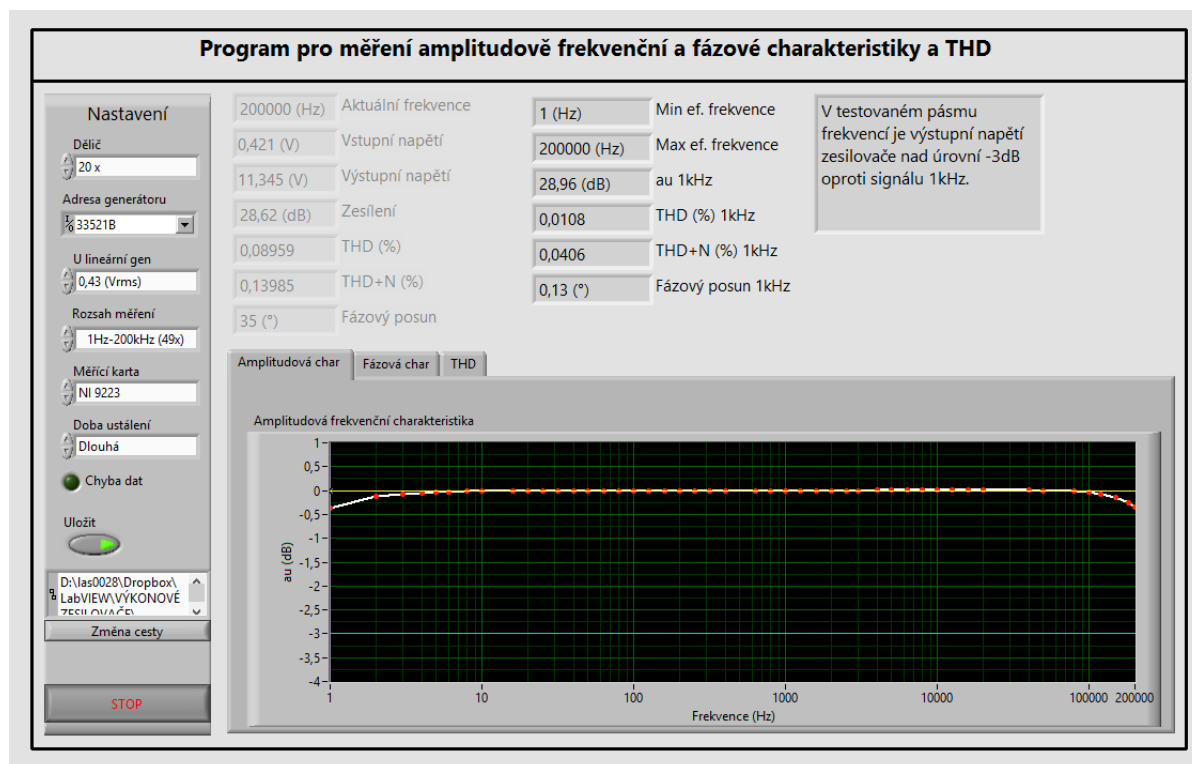 Program pro měření amplitudově frekvenční a fázové charakteristiky a THD
Nastavení
Dělič
20 x
Adresa generátoru
33521B
U lineární gen
0,43 (Vrms)
Rozsah měření
1Hz-200kHz (49x)
Měřící karta
NI 9223
Doba ustálení
Dlouhá
Chyba dat
Uložit
D:\las0028\Dropbox\
LabVIEW\VÝKONOVÉ
ZESILOVAČE\
Změna cesty
STOP
200000 (Hz) Aktuální frekvence
0,421 (V) Vstupní napětí
11,345 (V) Výstupní napětí
28,62 (dB) Zesílení
0,08959 THD (%)
0,13985 THD+N (%)
35 (°) Fázový posun
1 (Hz) Min ef. frekvence
200000 (Hz) Max ef. frekvence
28,96 (dB) au 1kHz
0,0108 THD (%) 1kHz
0,0406 THD+N (%) 1kHz
0,13 (°) Fázový posun 1kHz
V testovaném pásmu
frekvencí je výstupní napětí
zesilovače nad úrovní -3dB
oproti signálu 1kHz.
Amplitudová char Fázová char THD
Amplitudová frekvenční charakteristika
au (dB)
1
0,5
0
-0,5
-1
-1,5
-2
-2,5
-3
-3,5
-4
1 10 100 1000 10000 100000 200000
Frekvence (Hz)